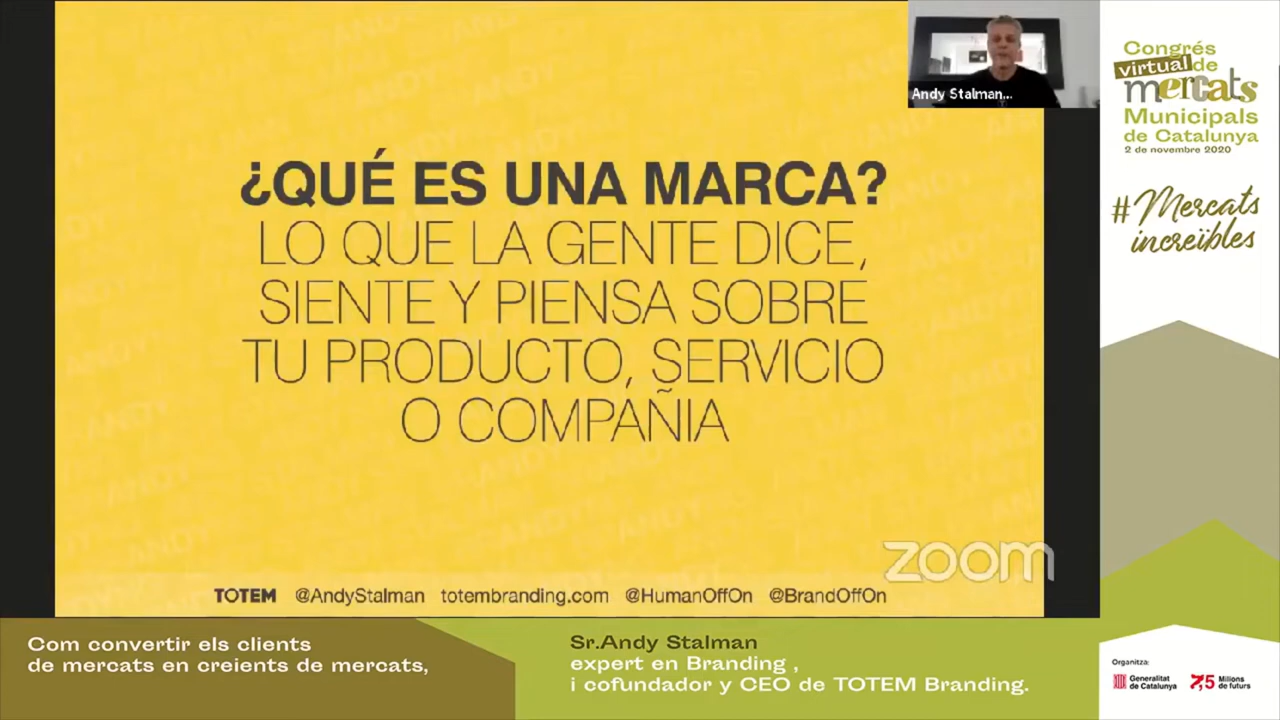 ¿QUÉ ES UNA MARCA?
LO QUE LA GENTE DICE,
SIENTE Y PIENSA SOBRE
TU PRODUCTO, SERVICIO
O COMPAÑIA
zoom
TOTEM @AndyStalman totembranding.com @HumanOffOn @BrandOffOn
Andy Stalman...
Congrés
virtual de
mercats
Municipals
de Catalunya
2 de novembre 2020
#Mercats
increïbles
Com convertir els clients
de mercats en creients de mercats,
Sr.Andy Stalman
expert en Branding ,
i cofundador y CEO de TOTEM Branding.
Organitza:
Generalitat
de Catalunya
7,5 Milions
de futurs